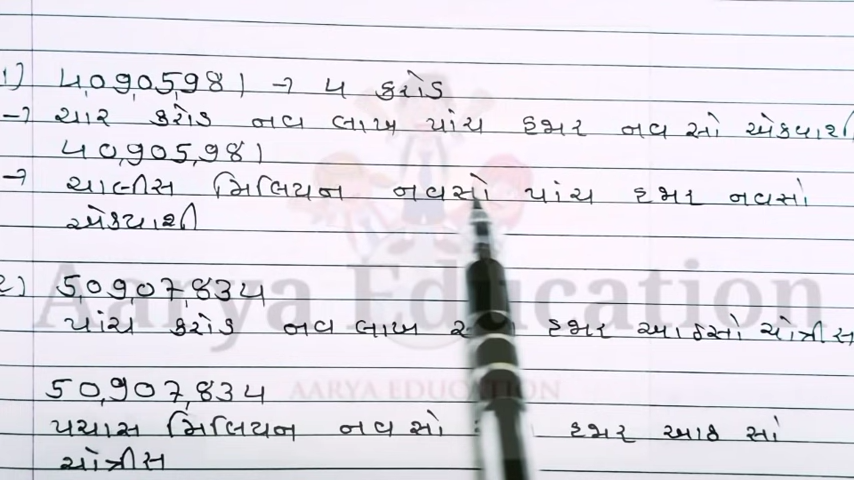 1) 4,09,05,981 → 4 કરોડ
→ ચાર કરોડ નવ લાખ પાંચ હજાર નવ સો એક્યાશી
40,905,981
→ ચાલીસ મિલિયન નવસો પાંચ હજાર નવસો
એક્યાશી
2) 5,09,07,834
પાંચ કરોડ નવ લાખ હજાર આઠસો ચોત્રીસ
50,907,834
પચાસ મિલિયન નવ સો હજાર આઠ સો
ચોત્રીસ
Aarya Education
AARYA EDUCATION